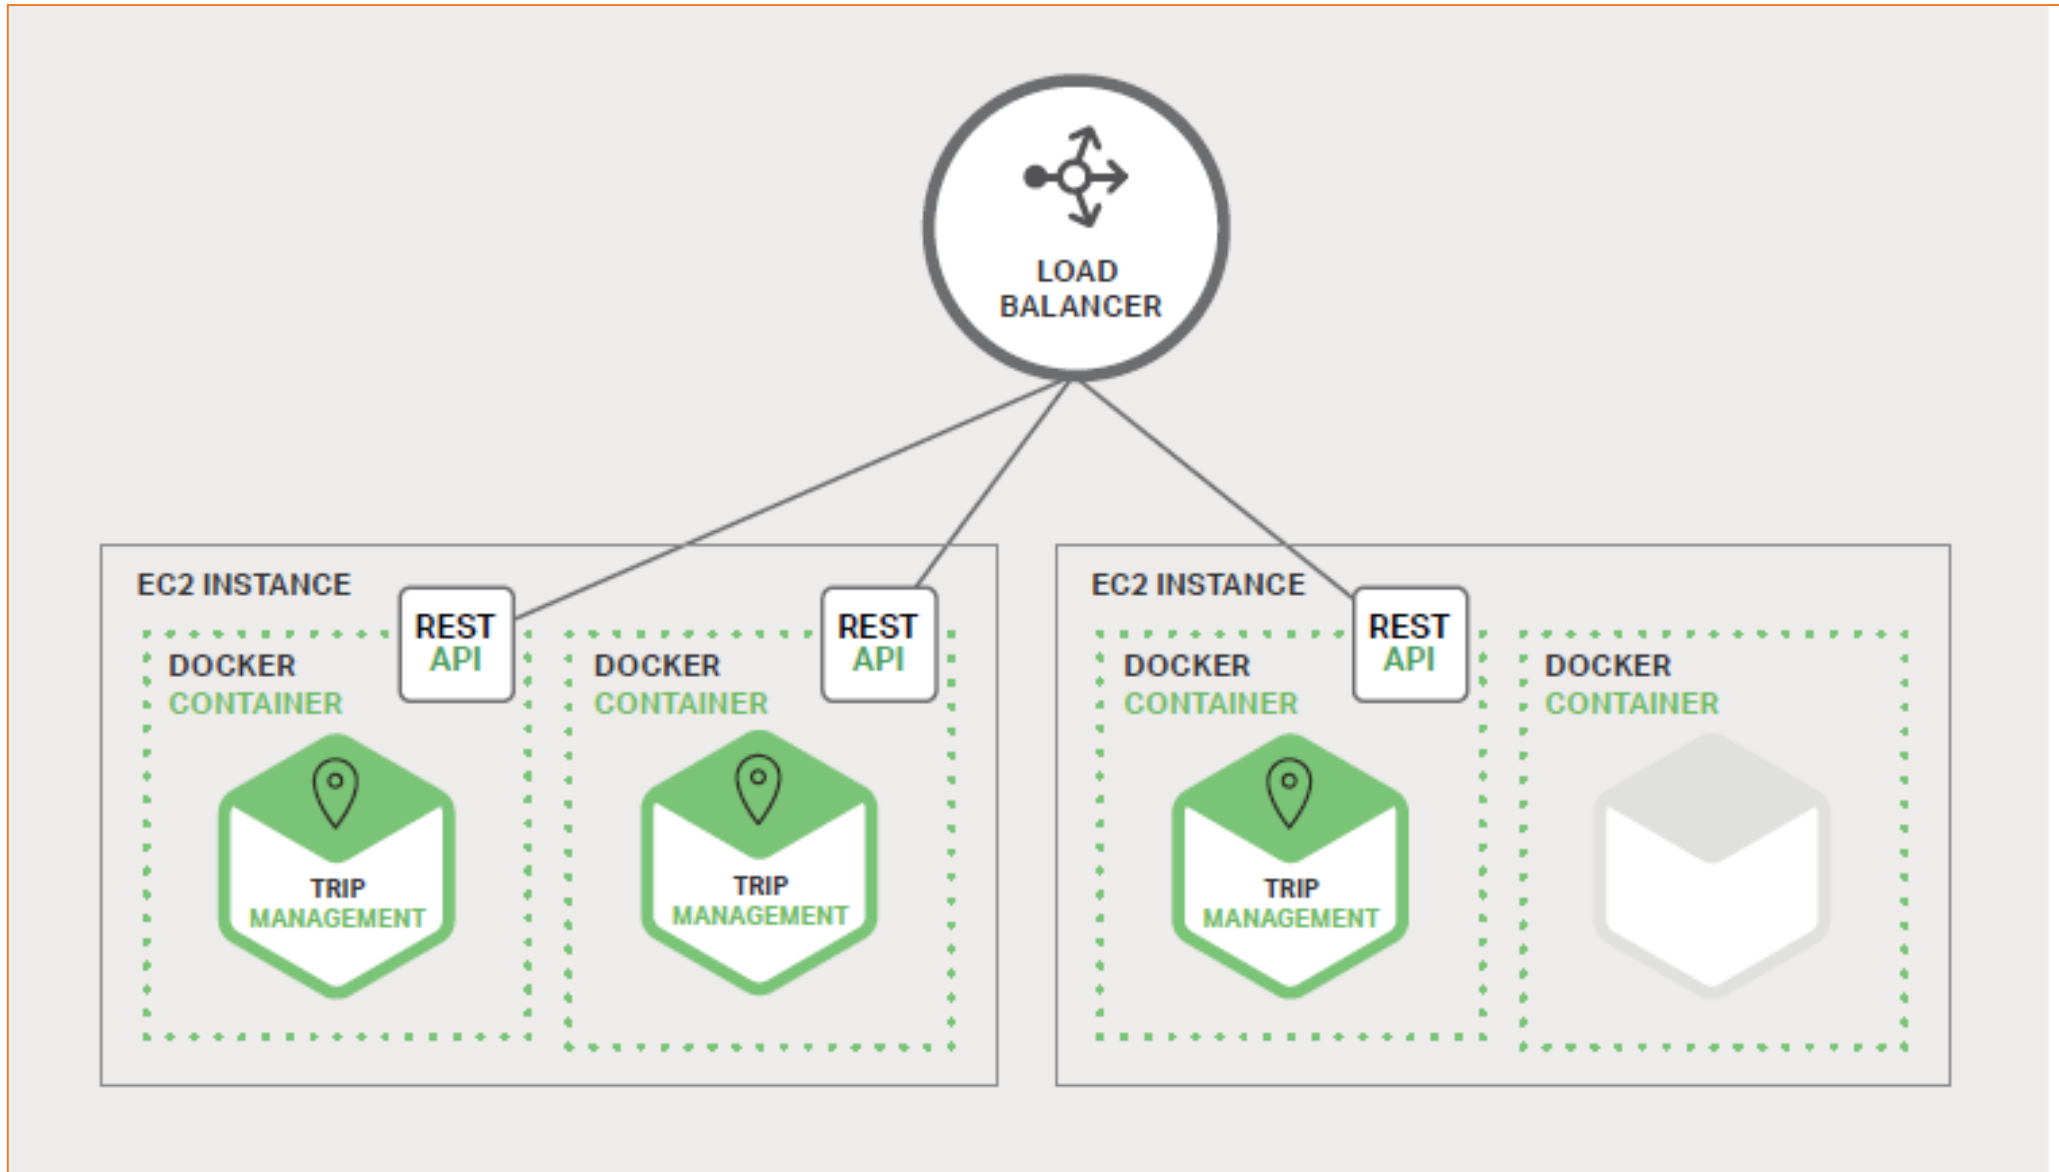 LOAD
BALANCER
EC2 INSTANCE
REST
API
DOCKER
CONTAINER
TRIP
MANAGEMENT
REST
API
DOCKER
CONTAINER
TRIP
MANAGEMENT
EC2 INSTANCE
REST
API
DOCKER
CONTAINER
TRIP
MANAGEMENT
DOCKER
CONTAINER